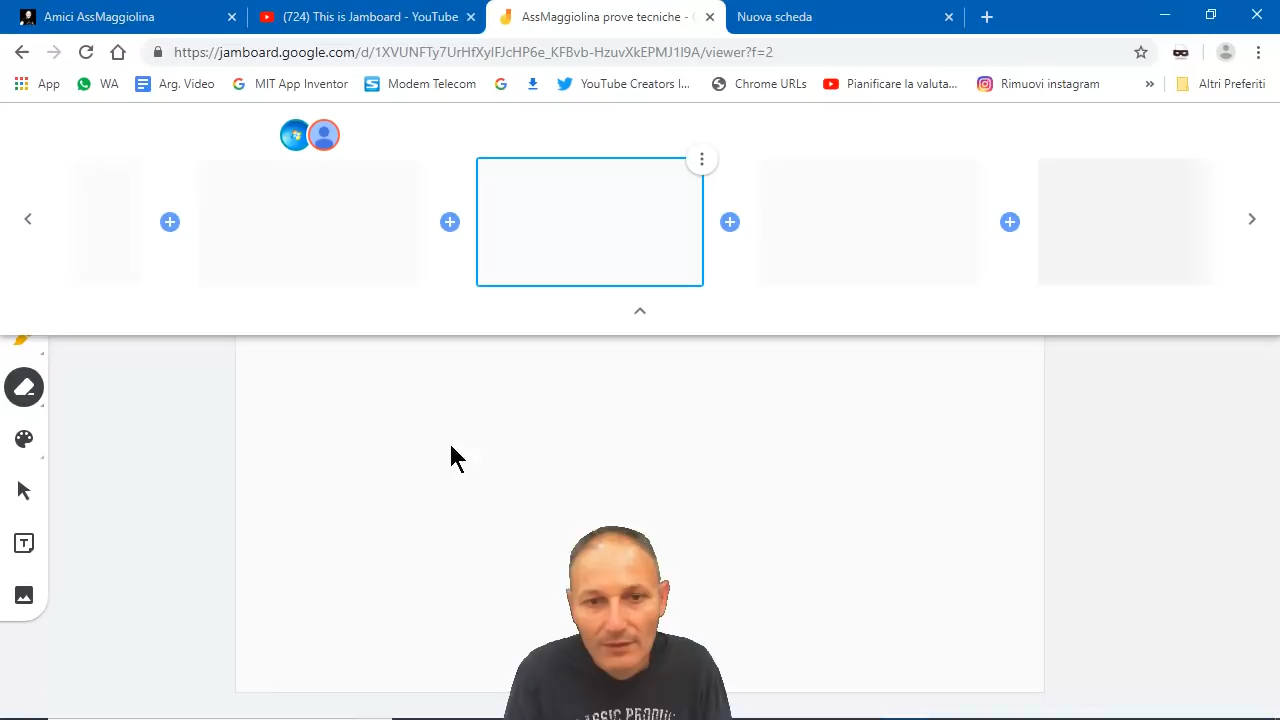 Amici AssMaggiolina
(724) This is Jamboard - YouTube
AssMaggiolina prove tecniche -
Nuova scheda
https://jamboard.google.com/d/1XVUNFTy7UrHfXyIFJcHP6e_KFBvb-HzuvXkEPMJ1I9A/viewer?f=2
App
WA
Arg. Video
MIT App Inventor
Modem Telecom
YouTube Creators I...
Chrome URLs
Pianificare la valuta...
Rimuovi instagram
»
Altri Preferiti
T
CLASSIC PRODUC